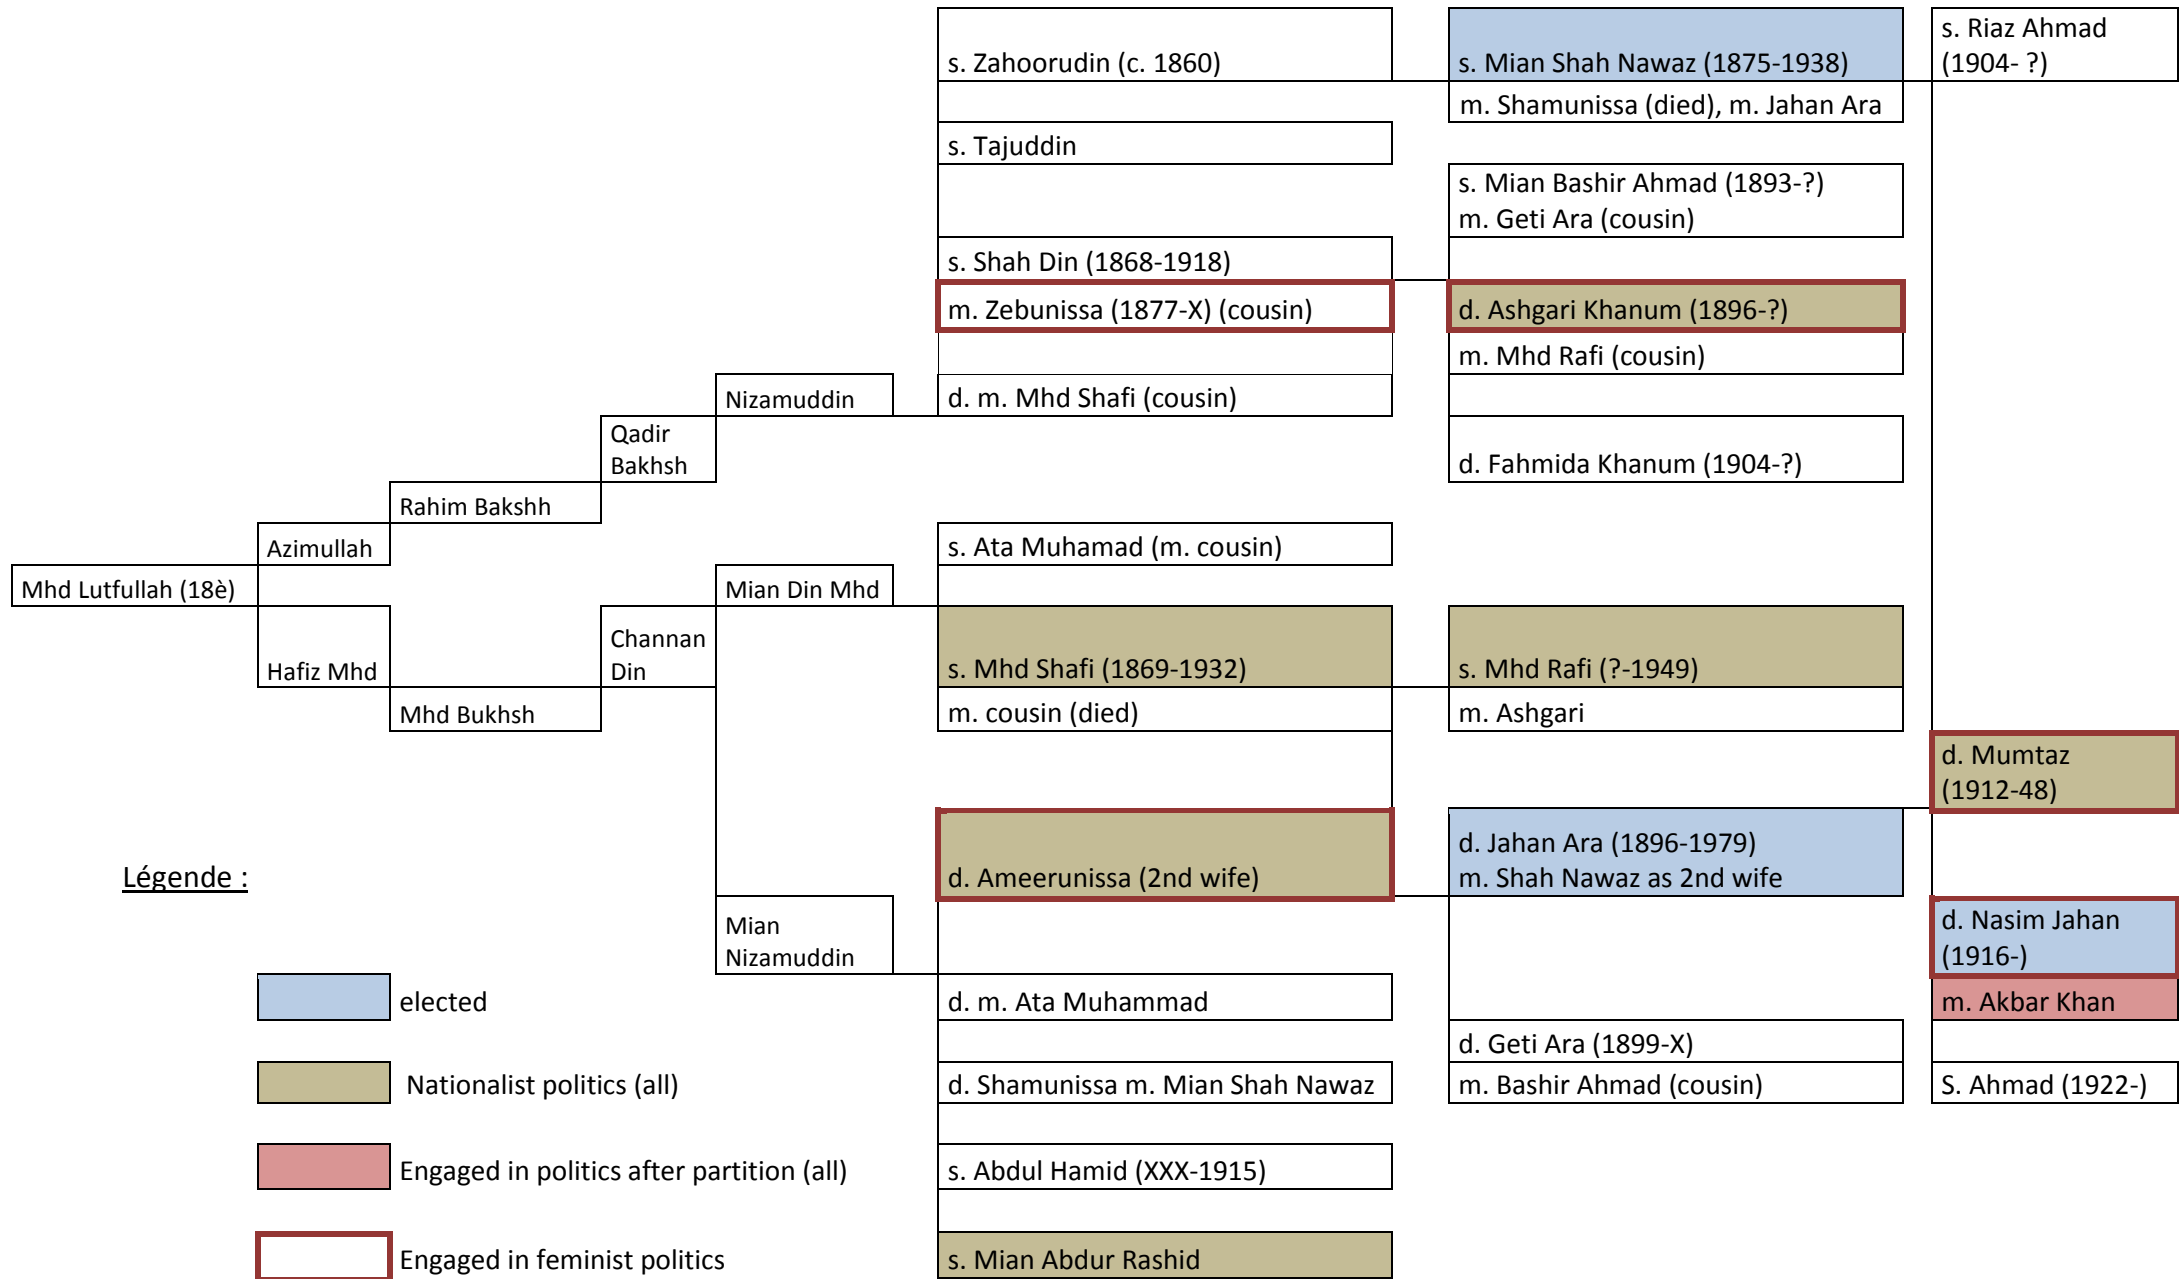 s. Zahoorudin (c. 1860)
s. Mian Shah Nawaz (1875-1938)
s. Riaz Ahmad
(1904- ?)
m. Shamunissa (died), m. Jahan Ara
s. Tajuddin
s. Mian Bashir Ahmad (1893-?)
m. Geti Ara (cousin)
s. Shah Din (1868-1918)
m. Zebunissa (1877-X) (cousin)
d. Ashgari Khanum (1896-?)
m. Mhd Rafi (cousin)
Nizamuddin
d. m. Mhd Shafi (cousin)
Qadir
Bakhsh
d. Fahmida Khanum (1904-?)
Rahim Bakshh
Azimullah
s. Ata Muhamad (m. cousin)
Mhd Lutfullah (18è)
Mian Din Mhd
Hafiz Mhd
Channan
Din
s. Mhd Shafi (1869-1932)
s. Mhd Rafi (?-1949)
Mhd Bukhsh
m. cousin (died)
m. Ashgari
d. Mumtaz
(1912-48)
d. Ameerunissa (2nd wife)
d. Jahan Ara (1896-1979)
m. Shah Nawaz as 2nd wife
Légende :
Mian
Nizamuddin
d. Nasim Jahan
(1916-)
elected
d. m. Ata Muhammad
m. Akbar Khan
d. Geti Ara (1899-X)
Nationalist politics (all)
d. Shamunissa m. Mian Shah Nawaz
m. Bashir Ahmad (cousin)
S. Ahmad (1922-)
Engaged in politics after partition (all)
s. Abdul Hamid (XXX-1915)
Engaged in feminist politics
s. Mian Abdur Rashid